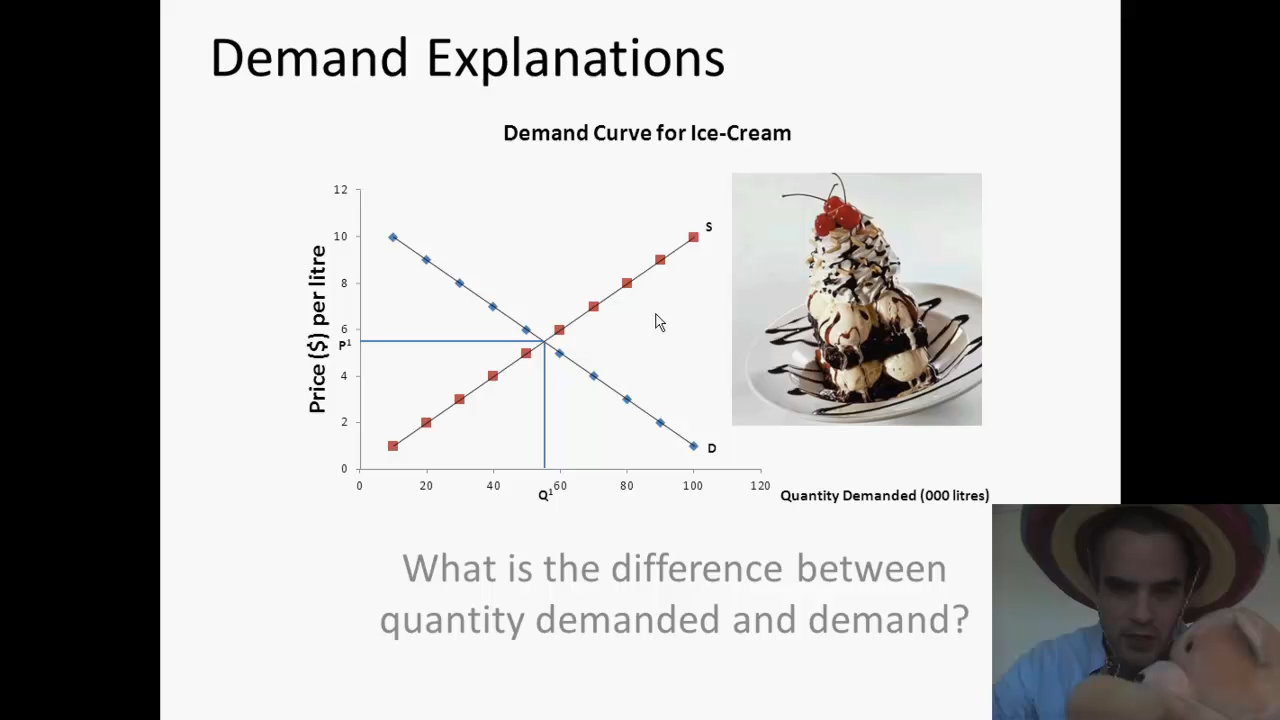 Demand Explanations
Demand Curve for Ice-Cream
Price ($) per litre
12
10
8
6
P¹
4
2
0
S
D
0 20 40 60 80 100 120
Q¹
Quantity Demanded (000 litres)
What is the difference between
quantity demanded and demand?